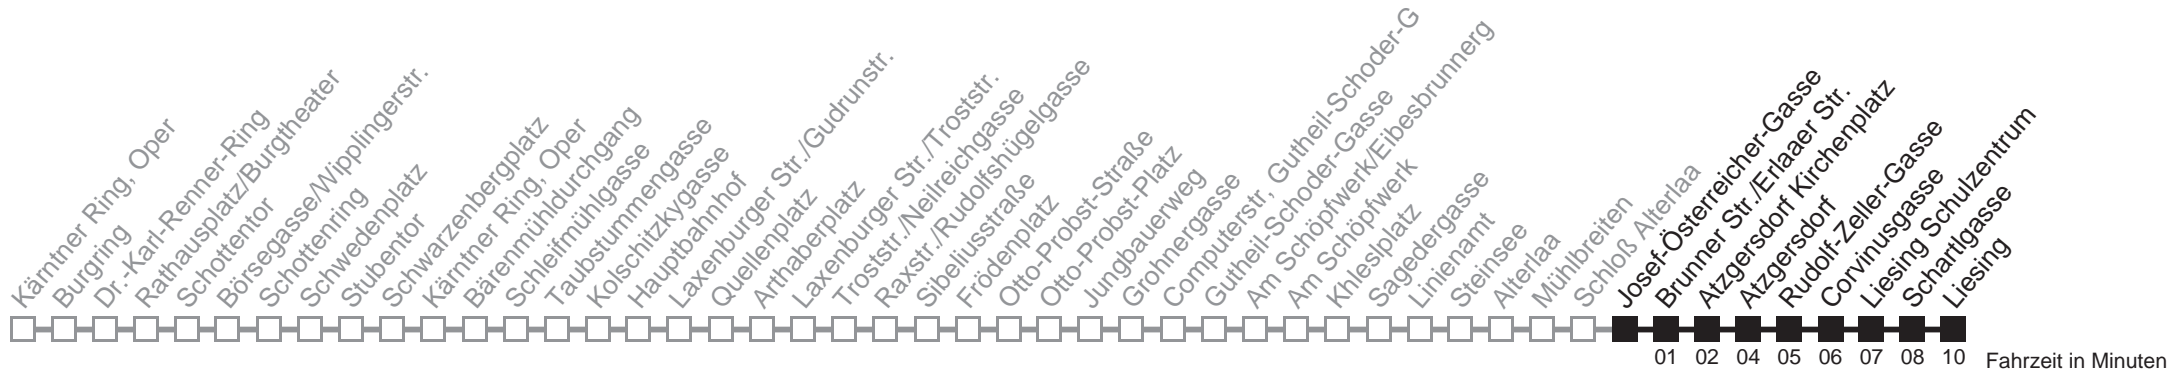 Kärntner Ring, Oper
Burgring
Dr.-Karl-Renner-Ring
Rathausplatz/Burgtheater
Schottentor
Börsegasse/Wipplingerstr.
Schottenring
Schwedenplatz
Stubentor
Schwarzenbergplatz
Kärntner Ring, Oper
Bärenmühldurchgang
Schleifmühlgasse
Taubstummengasse
Kolschitzkygasse
Hauptbahnhof
Laxenburger Str./Gudrunstr.
Quellenplatz
Arthaberplatz
Laxenburger Str./Troststr.
Troststr./Neilreichgasse
Raxstr./Rudolfshügelgasse
Sibeliusstraße
Frödenplatz
Otto-Probst-Straße
Otto-Probst-Platz
Jungbauerweg
Grohnergasse
Computerstr, Gutheil-Schoder-G
Gutheil-Schoder-Gasse
Am Schöpfwerk/Eibesbrunnerg
Am Schöpfwerk
Khleslplatz
Sagedergasse
Linienamt
Steinsee
Alterlaa
Mühlbreiten
Schloß Alterlaa
Josef-Österreicher-Gasse
Brunner Str./Erlaaer Str.
Atzgersdorf Kirchenplatz
Atzgersdorf
Rudolf-Zeller-Gasse
Corvinusgasse
Liesing Schulzentrum
Schartlgasse
Liesing
01 02 04 05 06 07 08 10 Fahrzeit in Minuten